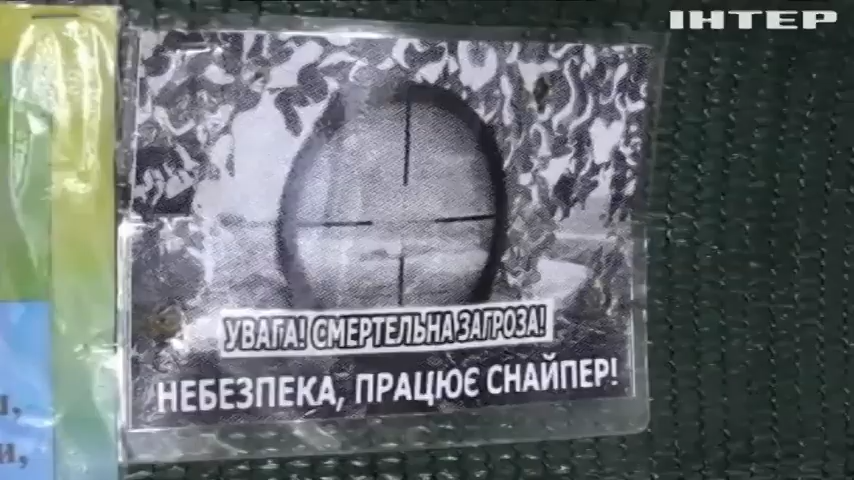 ІНТЕР
УВАГА! СМЕРТЕЛЬНА ЗАГРОЗА!
НЕБЕЗПЕКА, ПРАЦЮЄ СНАЙПЕР!